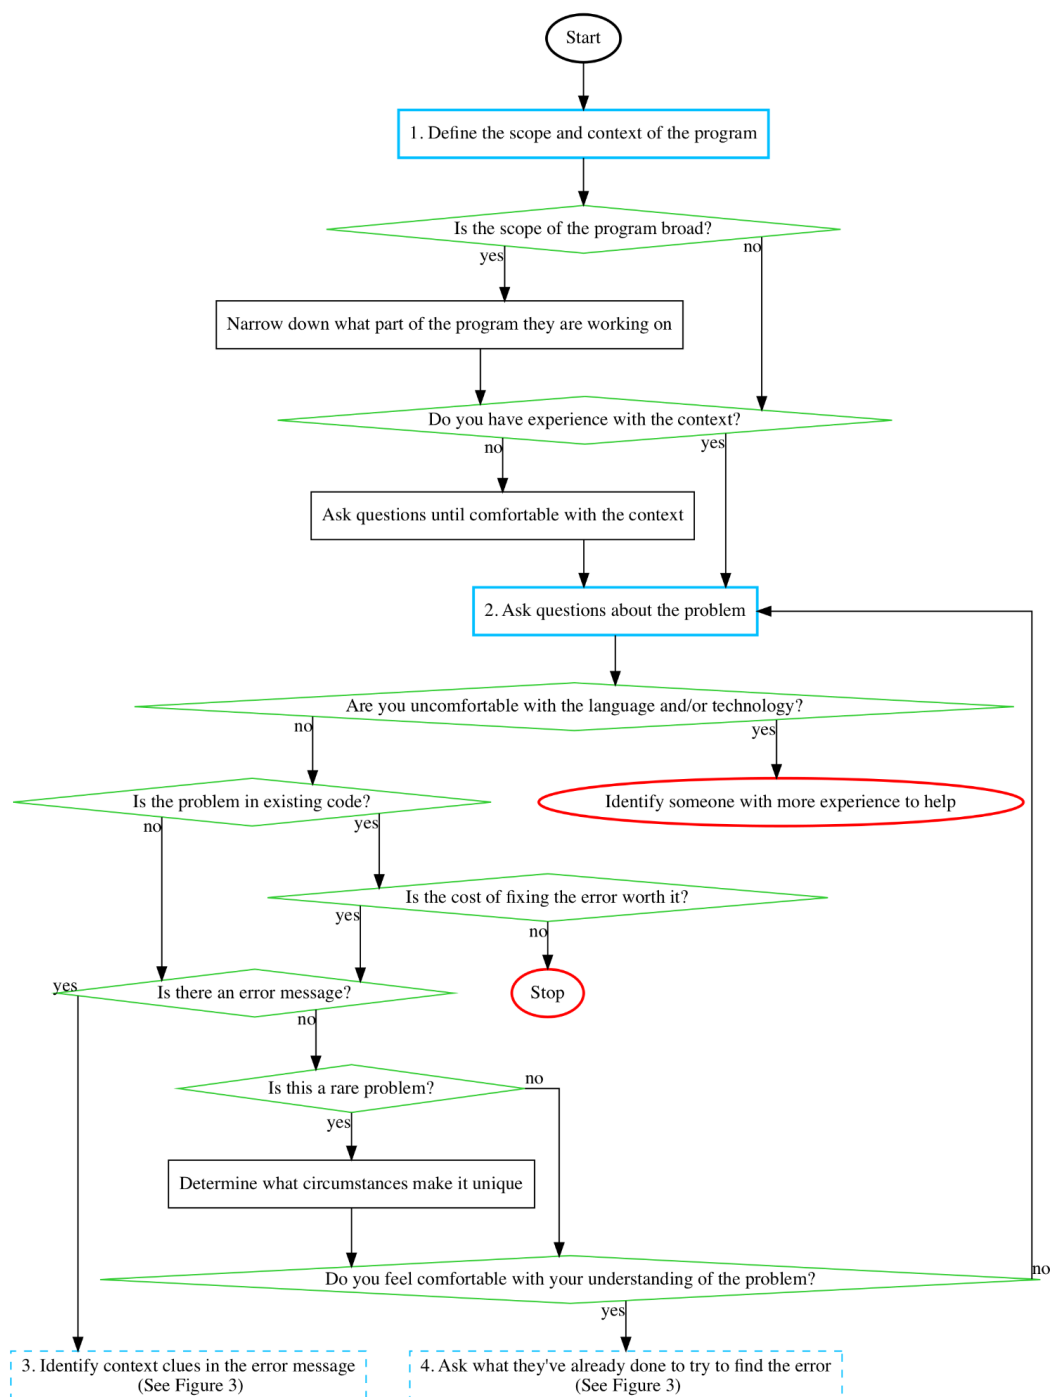 Start
1. Define the scope and context of the program
Is the scope of the program broad?
yes
no
Narrow down what part of the program they are working on
Do you have experience with the context?
no
yes
Ask questions until comfortable with the context
2. Ask questions about the problem
Are you uncomfortable with the language and/or technology?
no
yes
Is the problem in existing code?
Identify someone with more experience to help
no
yes
Is the cost of fixing the error worth it?
yes
no
yes
Is there an error message?
Stop
no
Is this a rare problem?
no
yes
Determine what circumstances make it unique
Do you feel comfortable with your understanding of the problem?
no
yes
3. Identify context clues in the error message
(See Figure 3)
4. Ask what they've already done to try to find the error
(See Figure 3)